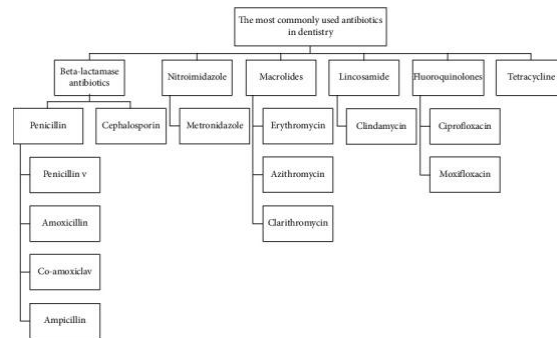 The most commonly used antibiotics
in dentistry
Beta-lactamase
antibiotics
Nitroimidazole
Macrolides
Lincosamide
Fluoroquinolones
Tetracycline
Penicillin
Cephalosporin
Metronidazole
Erythromycin
Clindamycin
Ciprofloxacin
Penicillin v
Azithromycin
Moxifloxacin
Amoxicillin
Clarithromycin
Co-amoxiclav
Ampicillin